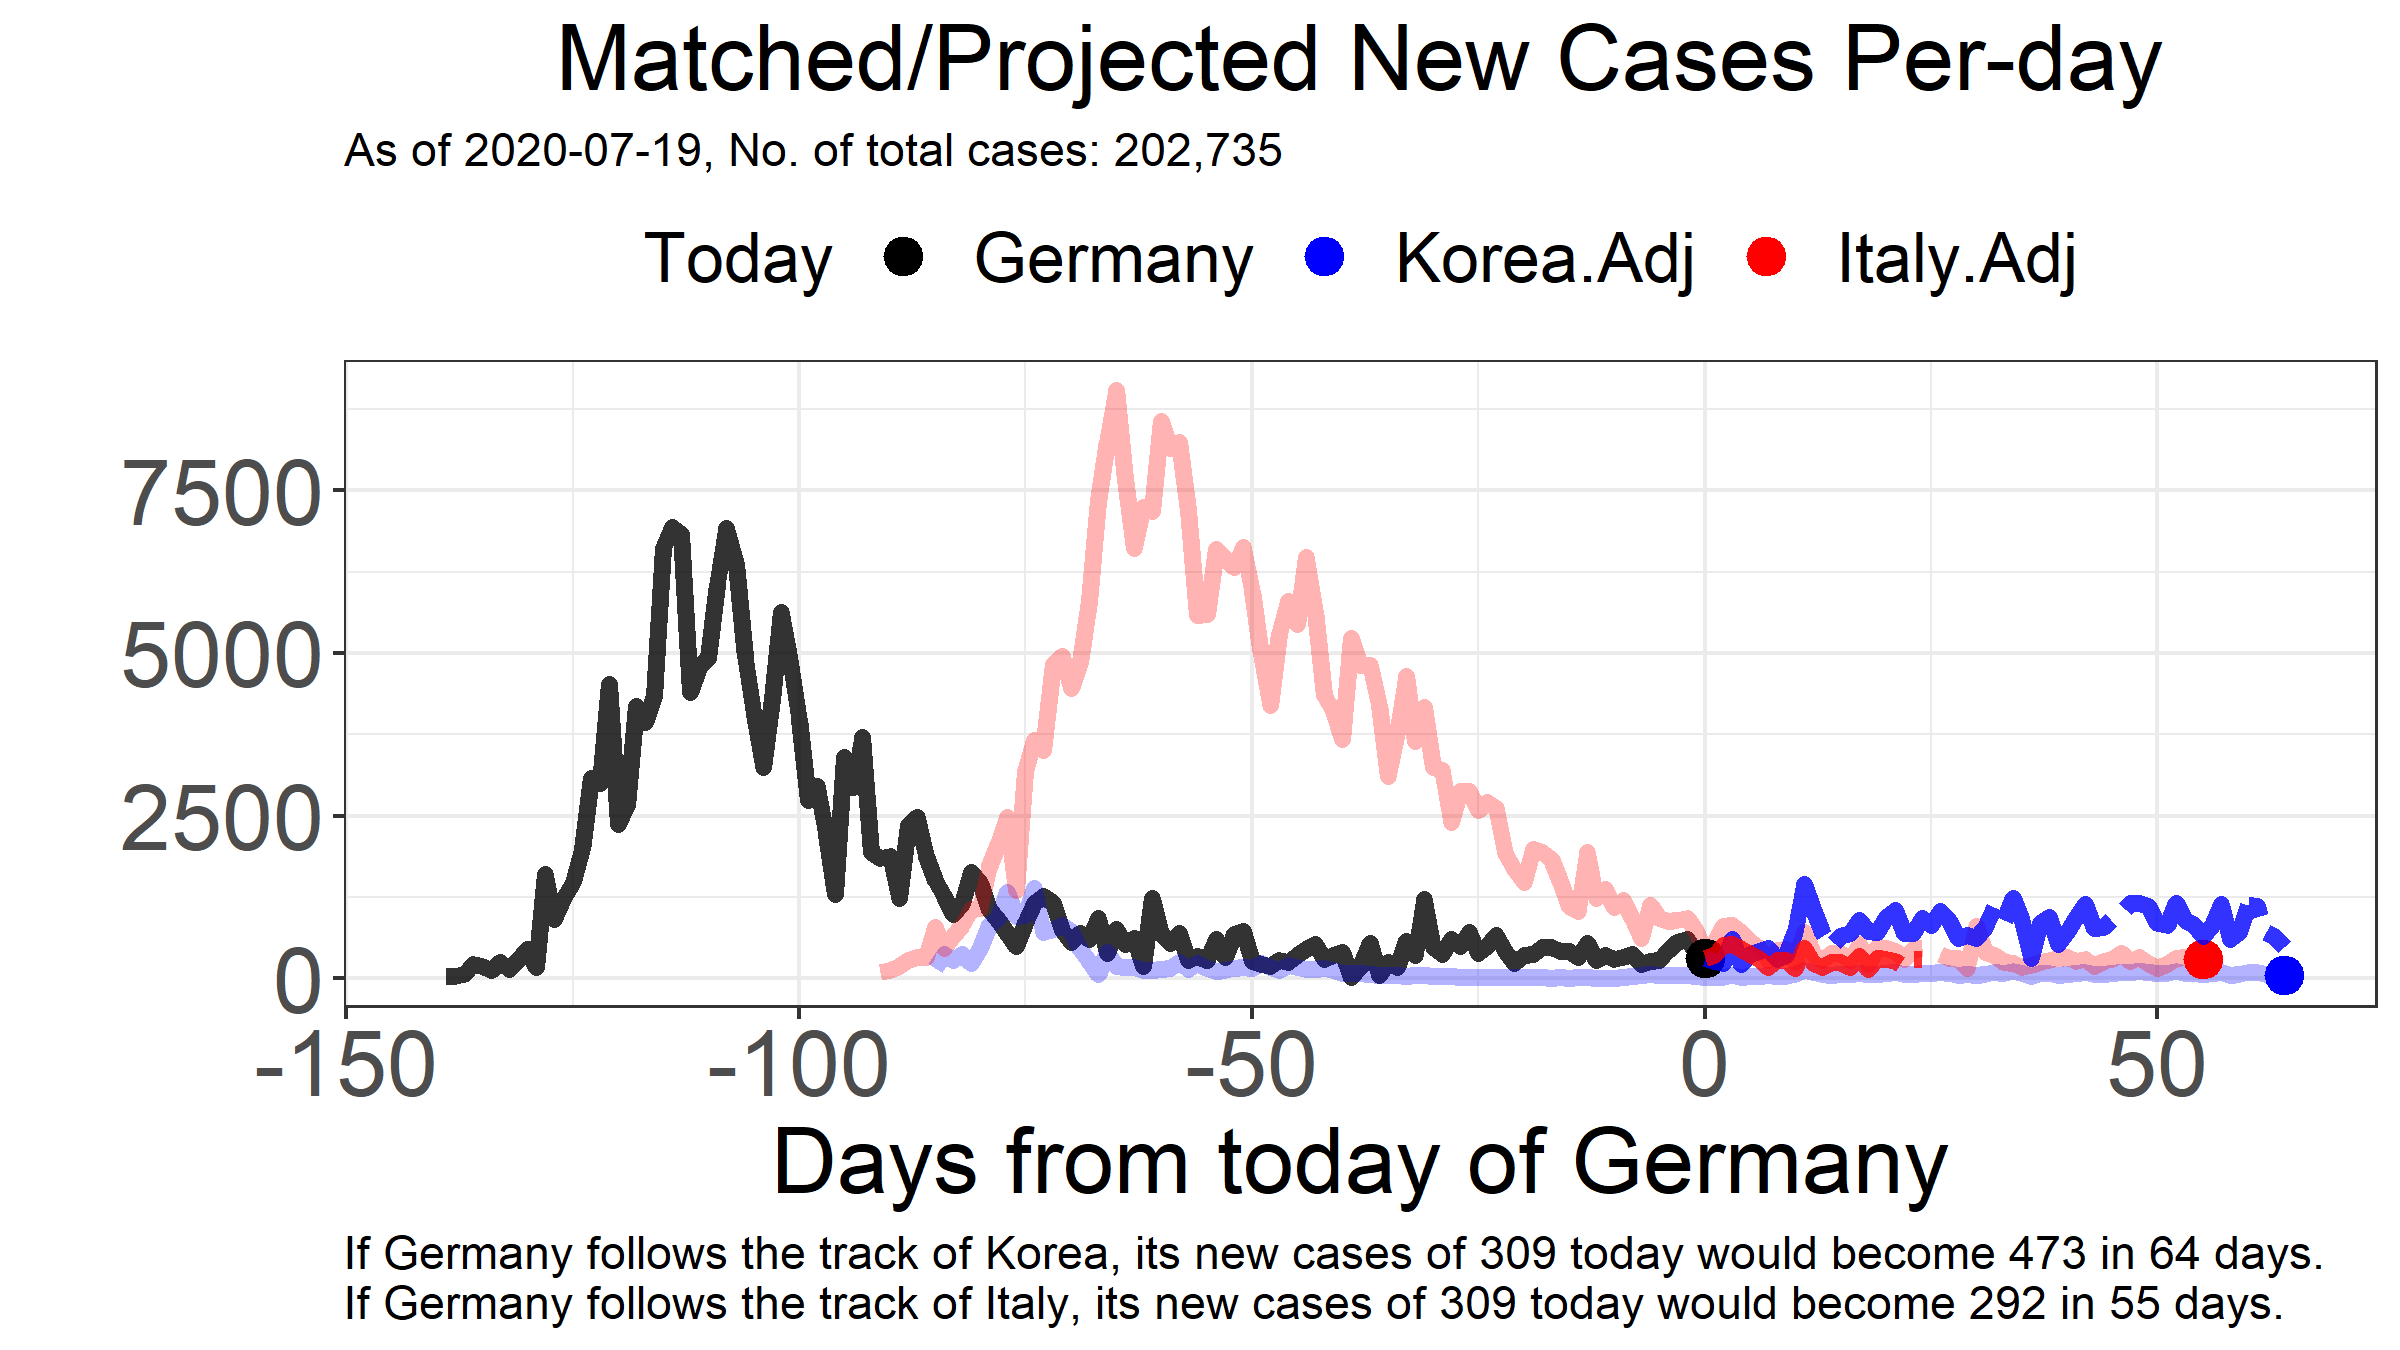 Matched/Projected New Cases Per-day
As of 2020-07-19, No. of total cases: 202,735
Today Germany Korea.Adj Italy.Adj
7500
5000
2500
0
-150 -100 -50 0 50
Days from today of Germany
If Germany follows the track of Korea, its new cases of 309 today would become 473 in 64 days.
If Germany follows the track of Italy, its new cases of 309 today would become 292 in 55 days.